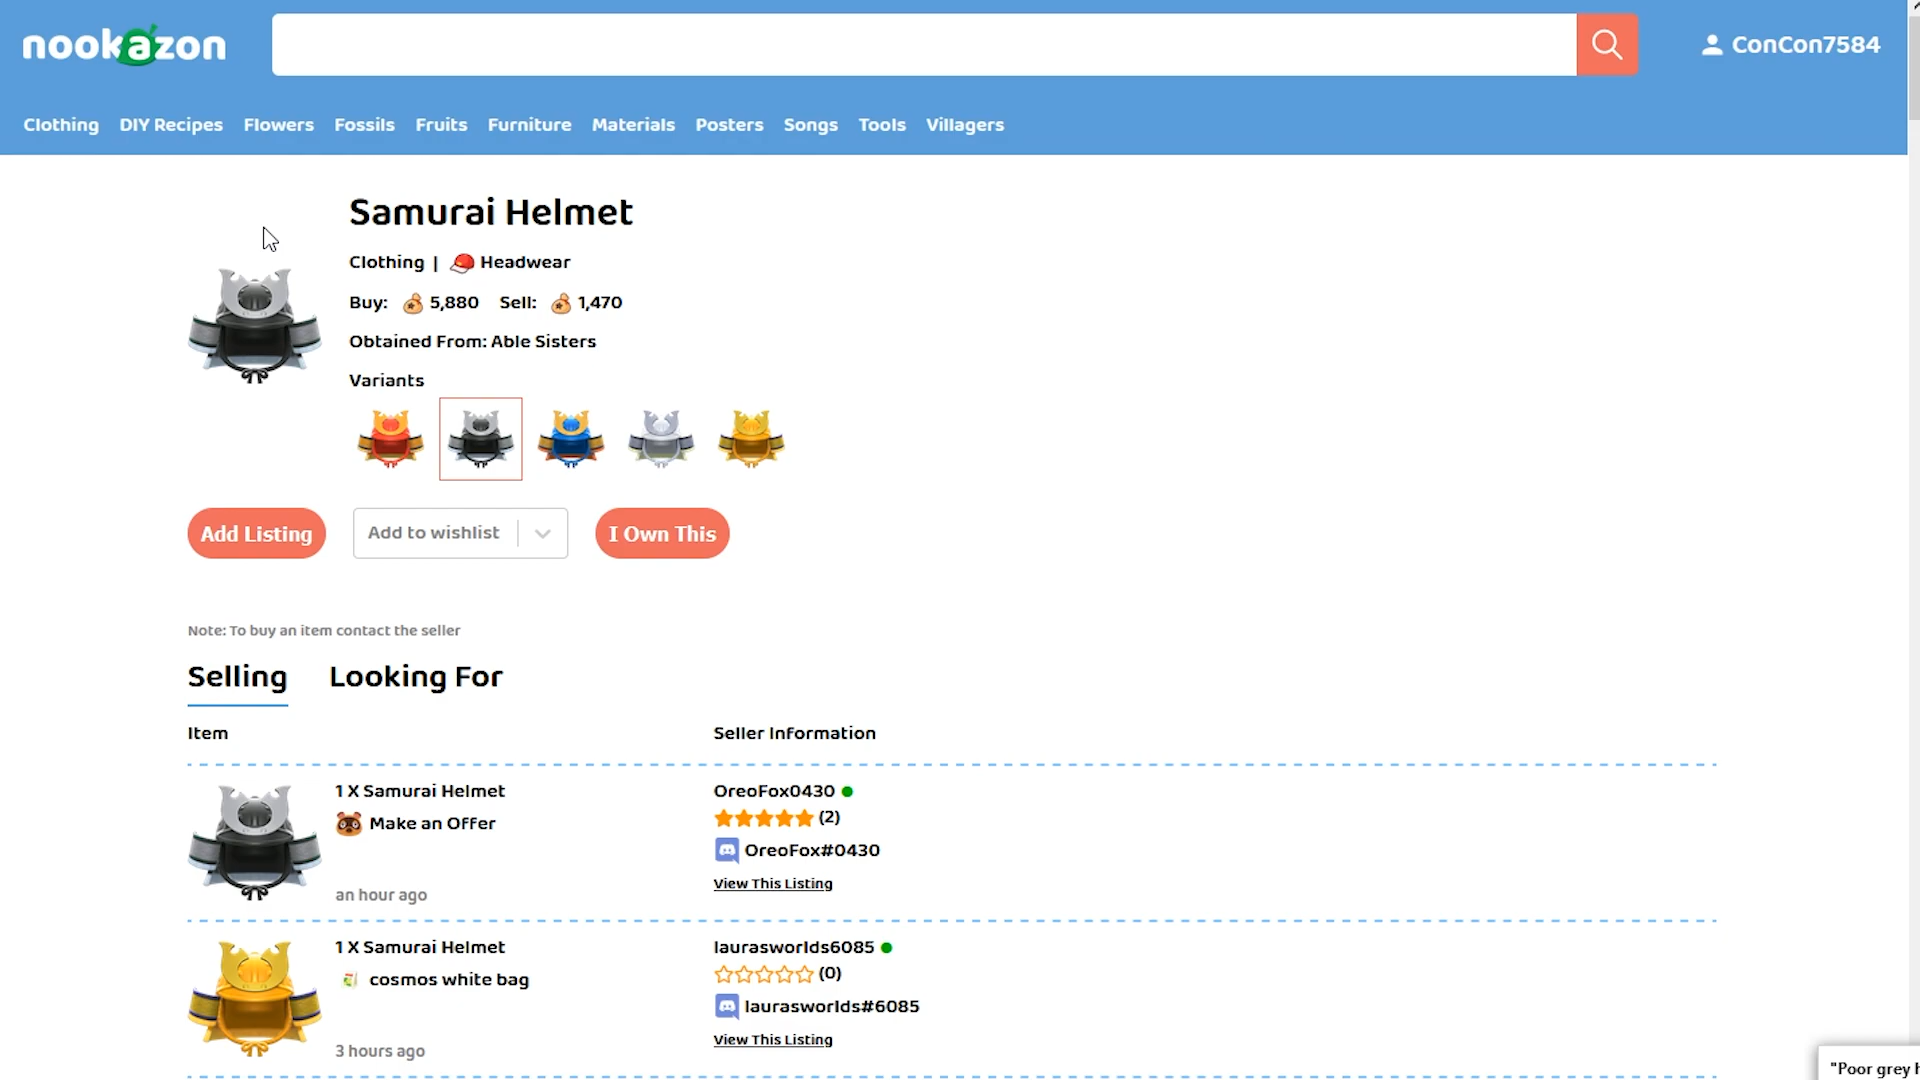 nookazon
ConCon7584
Clothing DIY Recipes Flowers Fossils Fruits Furniture Materials Posters Songs Tools Villagers
Samurai Helmet
Clothing | Headwear
Buy: 5,880 Sell: 1,470
Obtained From: Able Sisters
Variants
Add Listing Add to wishlist I Own This
Note: To buy an item contact the seller
Selling Looking For
Item Seller Information
1 X Samurai Helmet
Make an Offer
an hour ago
OreoFox0430
(2)
OreoFox#0430
View This Listing
1 X Samurai Helmet
cosmos white bag
3 hours ago
laurasworlds6085
(0)
laurasworlds#6085
View This Listing
"Poor grey